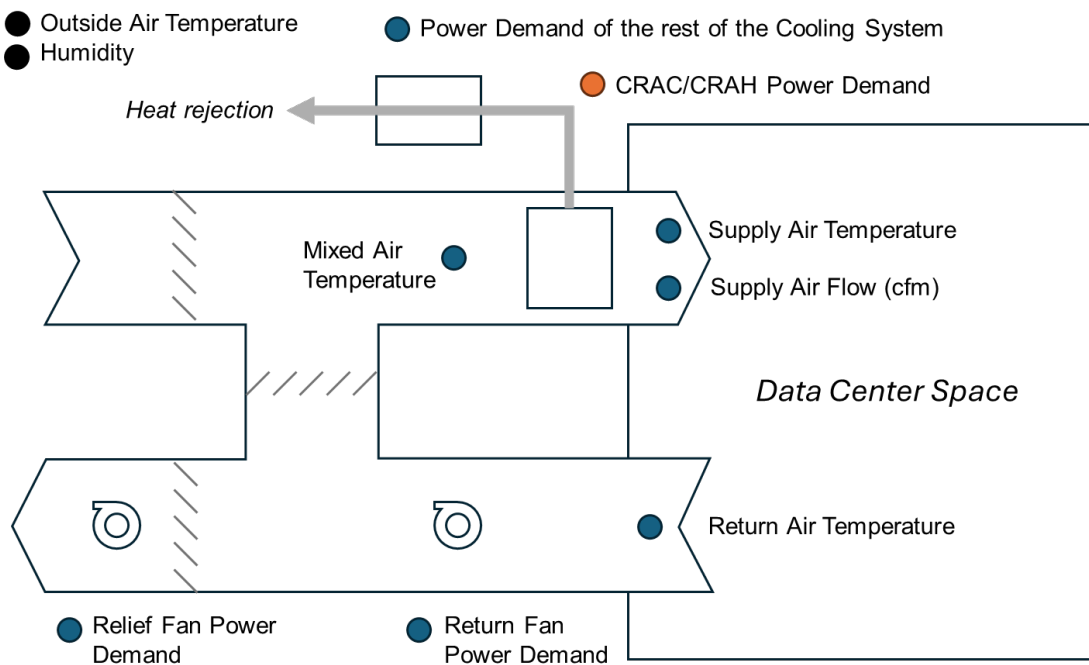 Outside Air Temperature
Humidity
Power Demand of the rest of the Cooling System
CRAC/CRAH Power Demand
Heat rejection
Mixed Air
Temperature
Supply Air Temperature
Supply Air Flow (cfm)
Data Center Space
Return Air Temperature
Relief Fan Power
Demand
Return Fan
Power Demand